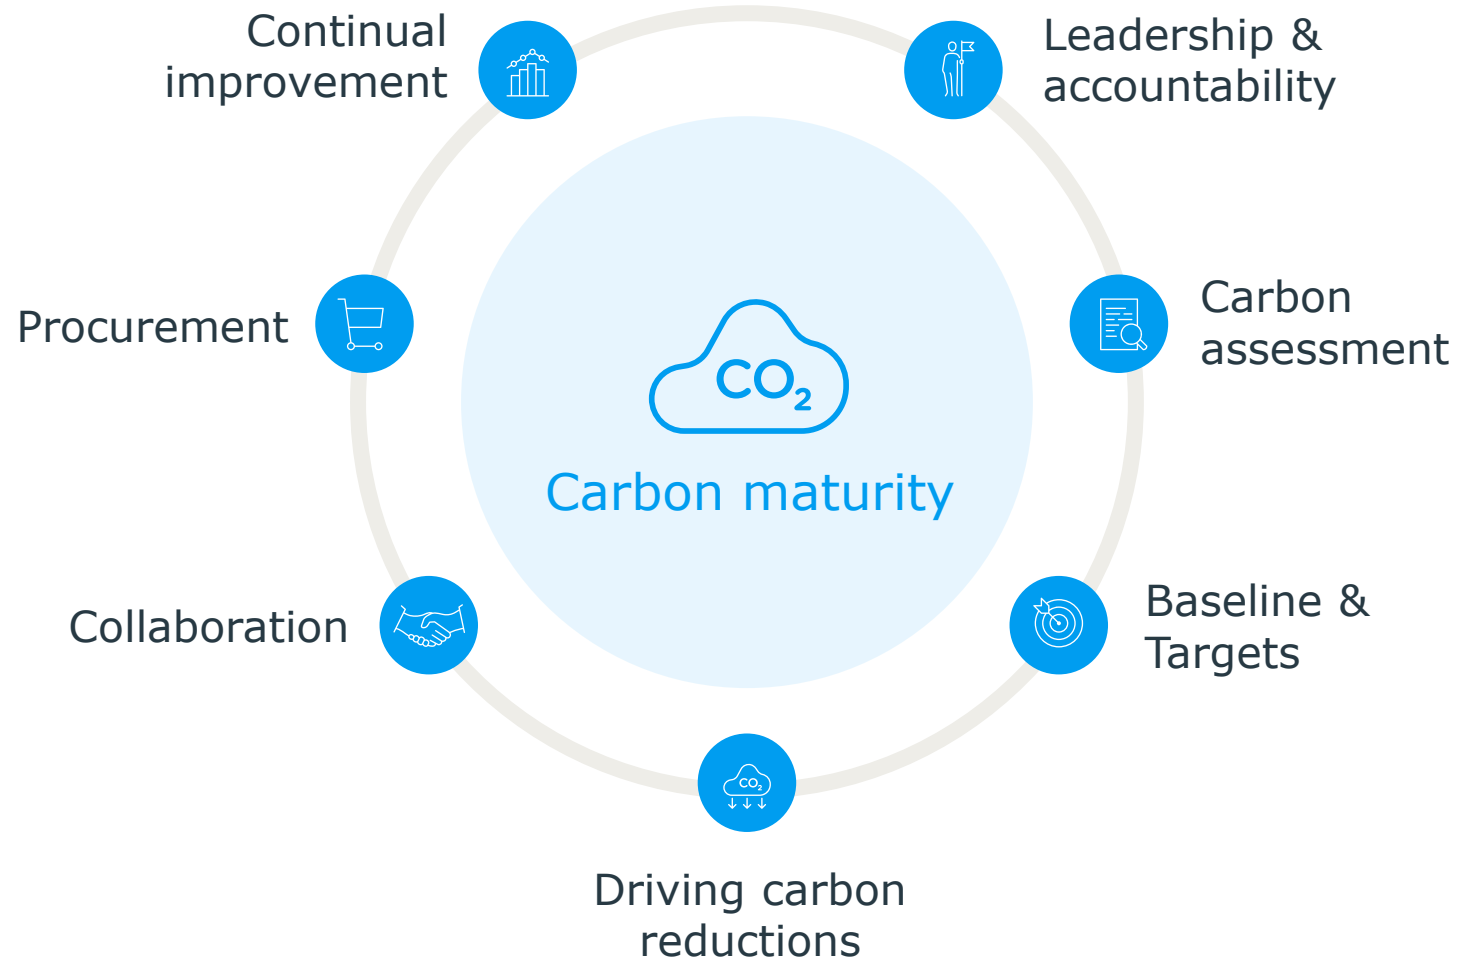 Continual
improvement
Leadership &
accountability
Procurement
Carbon
assessment
CO₂
Carbon maturity
Collaboration
Baseline &
Targets
CO₂
Driving carbon
reductions